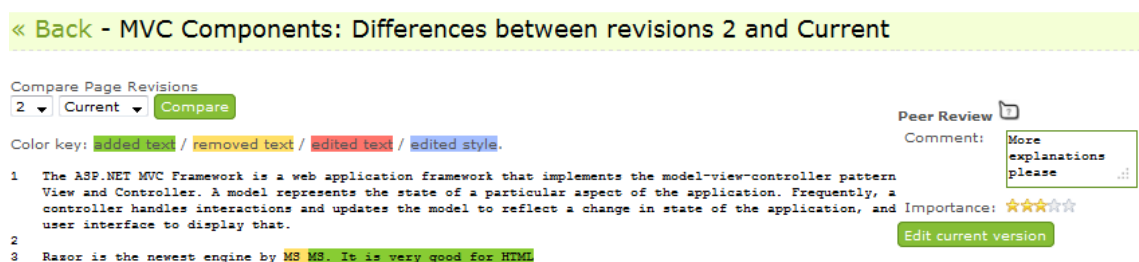 « Back - MVC Components: Differences between revisions 2 and Current
Compare Page Revisions
2 Current Compare
Color key: added text / removed text / edited text / edited style.
1 The ASP.NET MVC Framework is a web application framework that implements the model-view-controller pattern
View and Controller. A model represents the state of a particular aspect of the application. Frequently, a
controller handles interactions and updates the model to reflect a change in state of the application, and
user interface to display that.
2
3 Razor is the newest engine by MS MS. It is very good for HTML
Peer Review ?
Comment: More
explanations
please
Importance:
Edit current version